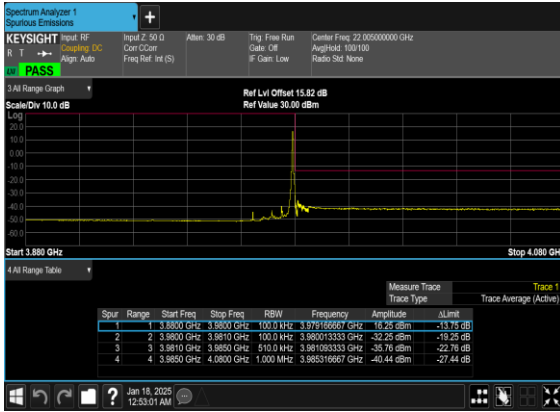 Spectrum Analyzer 1
Spurious Emissions
+
KEYSIGHT Input: RF Input Z: 50 Ω Atten: 30 dB Trig: Free Run Center Freq: 22.005000000 GHz
R T Coupling: DC Corr CCorr Gate: Off Avg|Hold: 100/100
Align: Auto Freq Ref: Int (S) IF Gain: Low Radio Std: None
PASS
3 All Range Graph
Ref Lvl Offset 15.82 dB
Scale/Div 10.0 dB Ref Value 30.00 dBm
Log
20.0
10.0
0.00
-10.0
-20.0
-30.0
-40.0
-50.0
-60.0
Start 3.880 GHz Stop 4.080 GH
4 All Range Table
Measure Trace Trace 1
Trace Type Trace Average (Active)
Spur Range Start Freq Stop Freq RBW Frequency Amplitude ΔLimit
1 1 3.8800 GHz 3.9800 GHz 100.0 kHz 3.979166667 GHz 16.25 dBm -13.75 dB
2 2 3.9800 GHz 3.9810 GHz 100.0 kHz 3.980013333 GHz -32.25 dBm -19.25 dB
3 3 3.9810 GHz 3.9850 GHz 510.0 kHz 3.981093333 GHz -35.76 dBm -22.76 dB
4 4 3.9850 GHz 4.0800 GHz 1.000 MHz 3.985316667 GHz -40.44 dBm -27.44 dB
?
Jan 18, 2025
12:53:01 AM